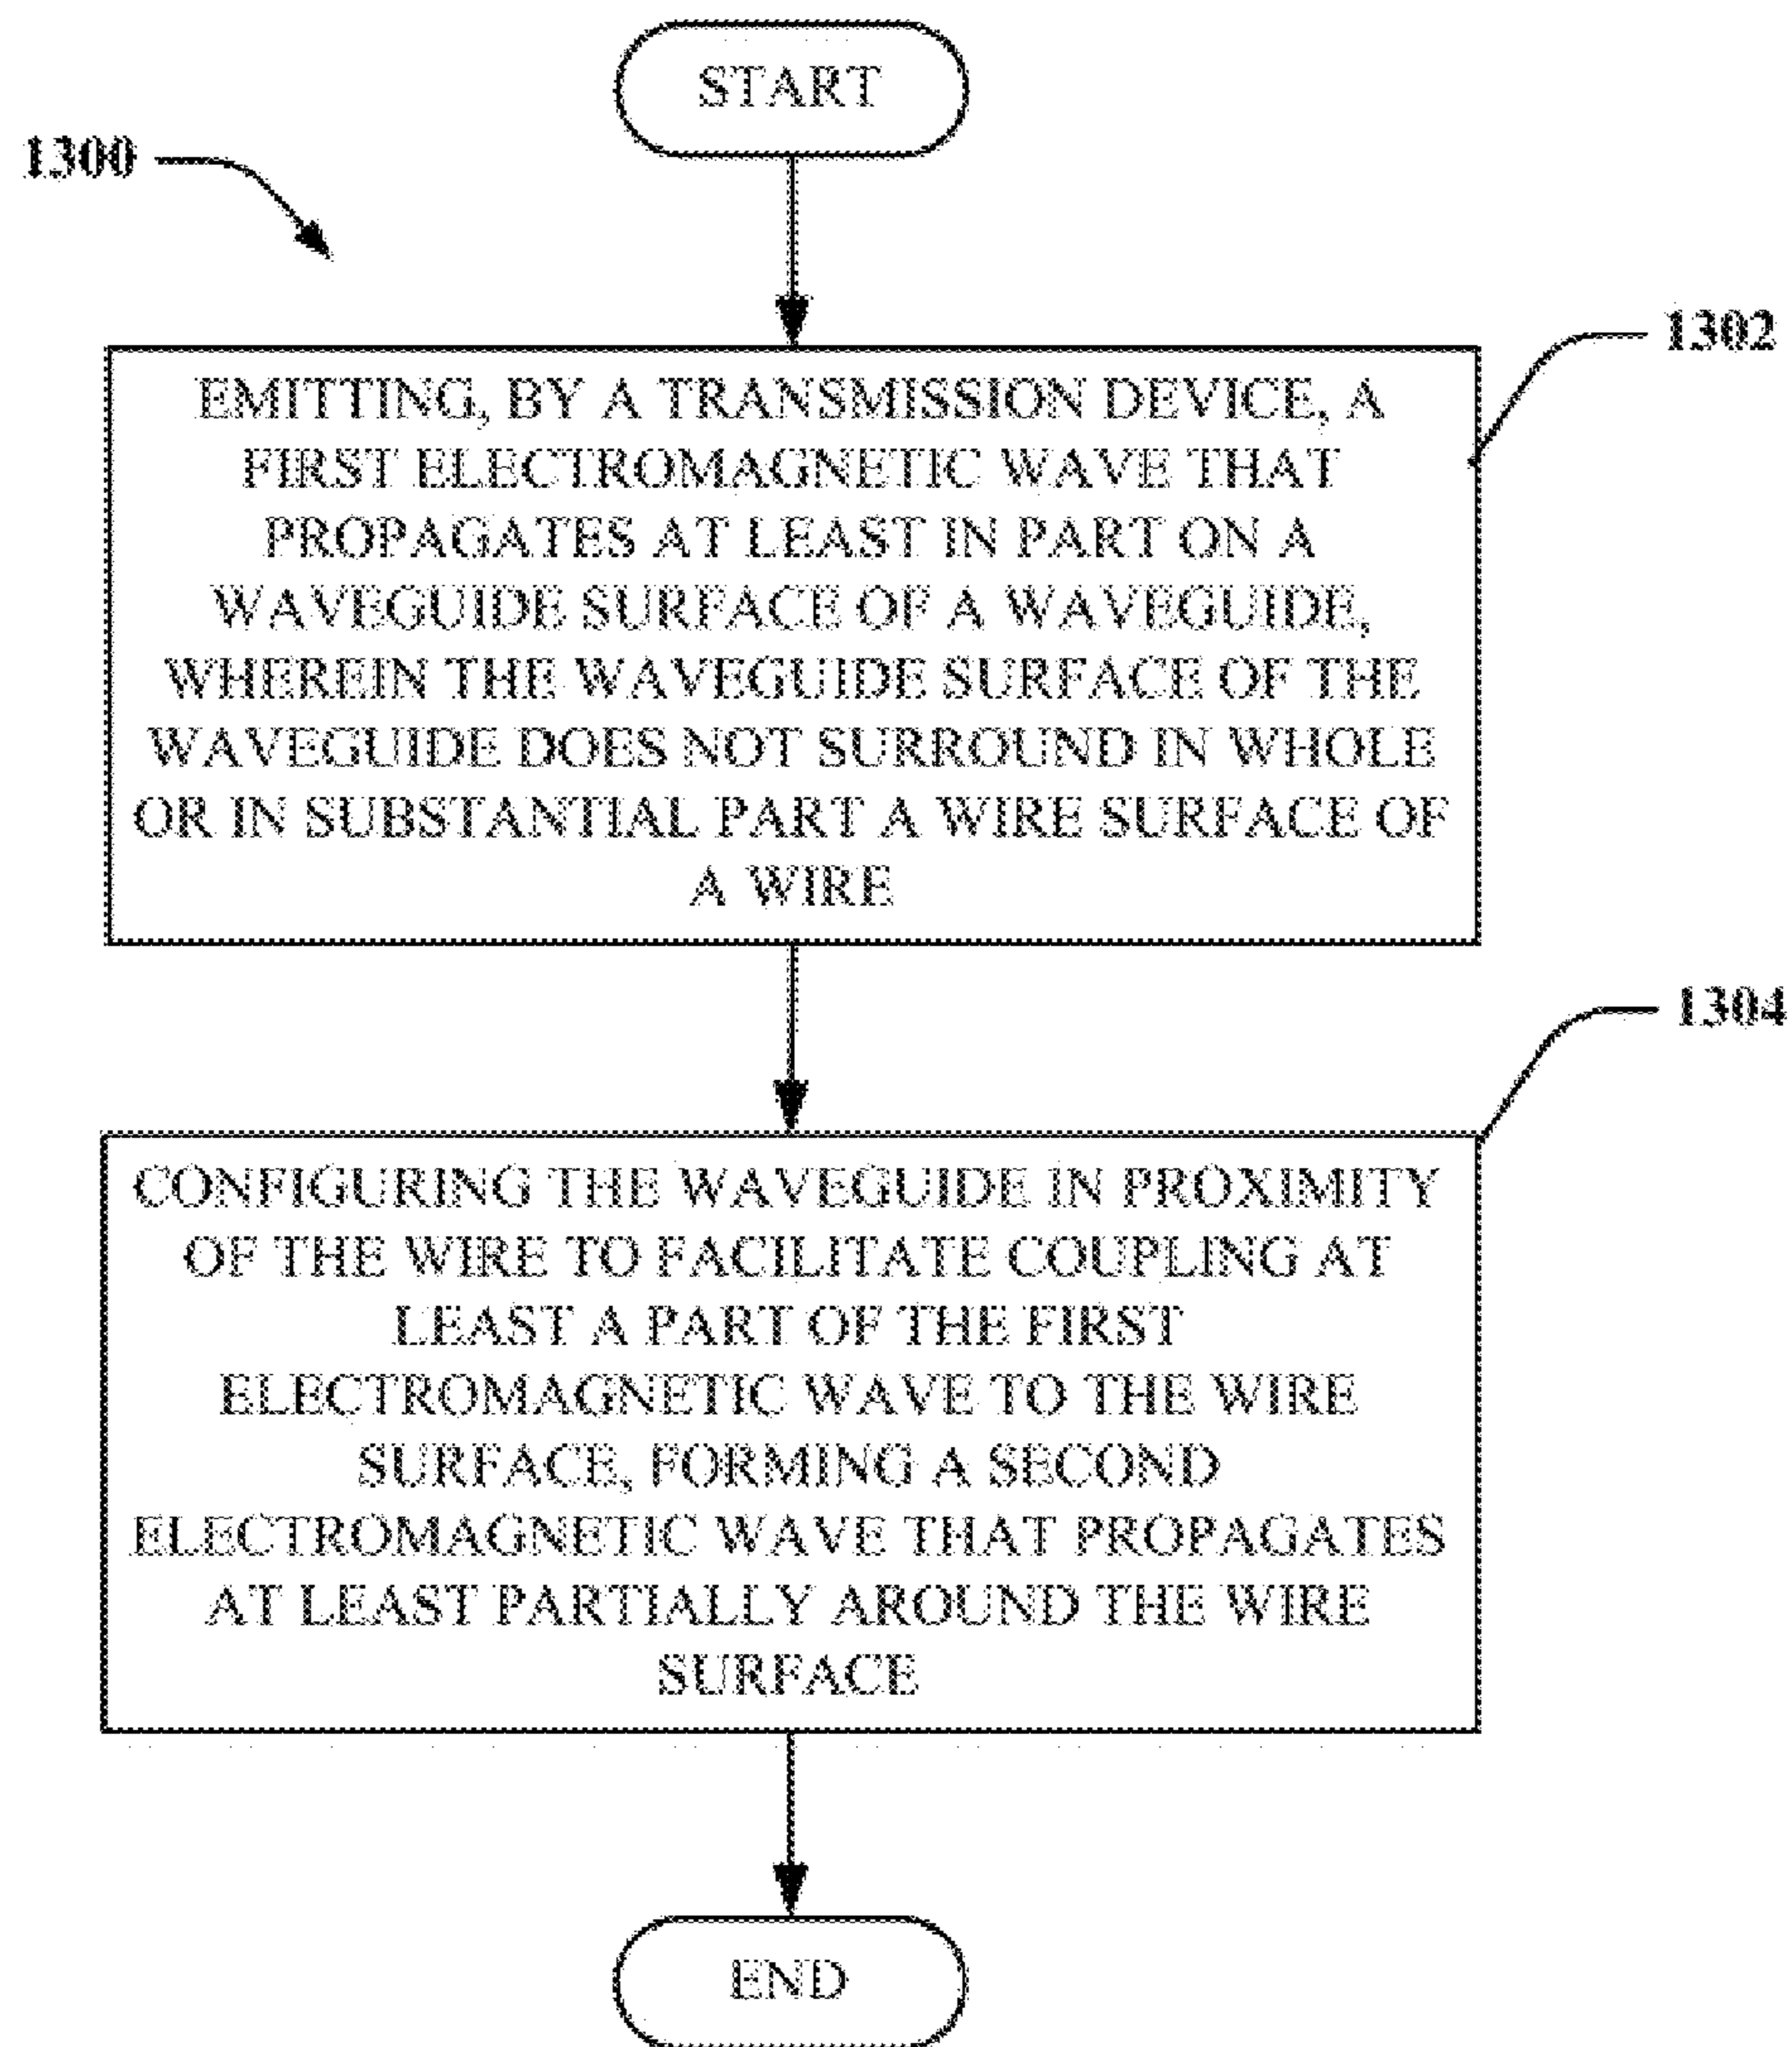 START
1300
1302
EMITTING, BY A TRANSMISSION DEVICE, A
FIRST ELECTROMAGNETIC WAVE THAT
PROPAGATES AT LEAST IN PART ON A
WAVEGUIDE SURFACE OF A WAVEGUIDE,
WHEREIN THE WAVEGUIDE SURFACE OF THE
WAVEGUIDE DOES NOT SURROUND IN WHOLE
OR IN SUBSTANTIAL PART A WIRE SURFACE OF
A WIRE
1304
CONFIGURING THE WAVEGUIDE IN PROXIMITY
OF THE WIRE TO FACILITATE COUPLING AT
LEAST A PART OF THE FIRST
ELECTROMAGNETIC WAVE TO THE WIRE
SURFACE, FORMING A SECOND
ELECTROMAGNETIC WAVE THAT PROPAGATES
AT LEAST PARTIALLY AROUND THE WIRE
SURFACE
END